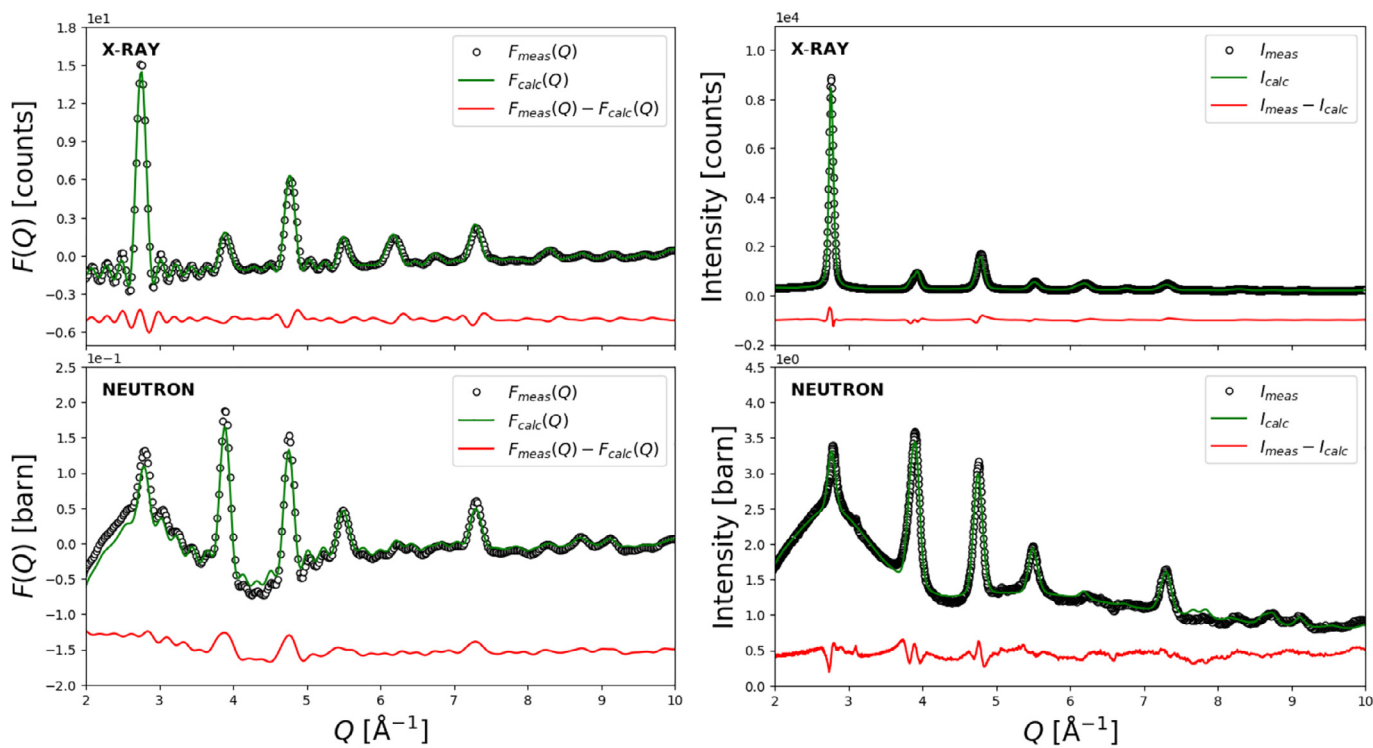 1e1
1.8
1.5
1.2
0.9
0.6
0.3
0.0
−0.3
−0.6
F(Q) [counts]
X-RAY
F_meas(Q)
F_calc(Q)
F_meas(Q) − F_calc(Q)
1e4
1.0
0.8
0.6
0.4
0.2
0.0
−0.2
Intensity [counts]
X-RAY
I_meas
I_calc
I_meas − I_calc
1e−1
2.0
1.5
1.0
0.5
0.0
−0.5
−1.0
−1.5
−2.0
F(Q) [barn]
NEUTRON
F_meas(Q)
F_calc(Q)
F_meas(Q) − F_calc(Q)
2 3 4 5 6 7 8 9 10
Q [Å⁻¹]
1e0
4.5
4.0
3.5
3.0
2.5
2.0
1.5
1.0
0.5
0.0
Intensity [barn]
NEUTRON
I_meas
I_calc
I_meas − I_calc
2 3 4 5 6 7 8 9 10
Q [Å⁻¹]